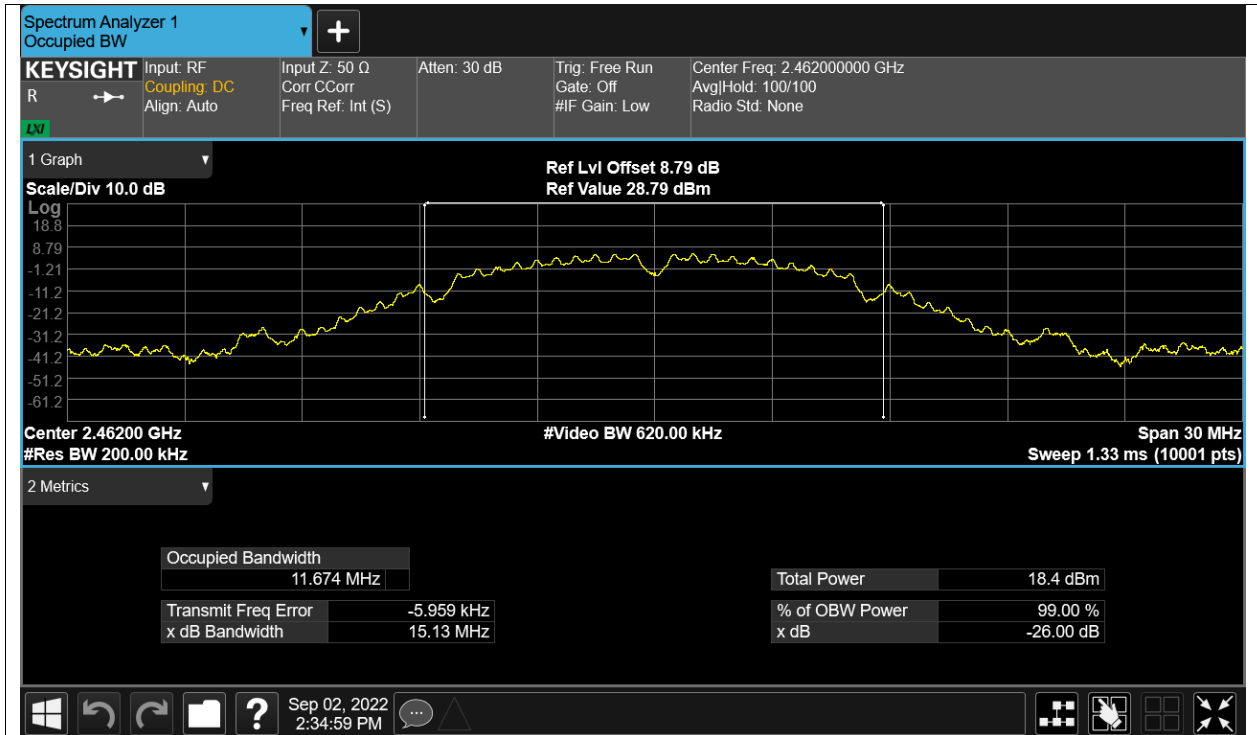 Spectrum Analyzer 1
Occupied BW
+
KEYSIGHT
R
LXI
Input: RF
Coupling: DC
Align: Auto
Input Z: 50 Ω
Corr CCorr
Freq Ref: Int (S)
Atten: 30 dB
Trig: Free Run
Gate: Off
#IF Gain: Low
Center Freq: 2.462000000 GHz
Avg|Hold: 100/100
Radio Std: None
1 Graph
Scale/Div 10.0 dB
Ref Lvl Offset 8.79 dB
Ref Value 28.79 dBm
Log
18.8
8.79
-1.21
-11.2
-21.2
-31.2
-41.2
-51.2
-61.2
Center 2.46200 GHz
#Video BW 620.00 kHz
Span 30 MHz
#Res BW 200.00 kHz
Sweep 1.33 ms (10001 pts)
2 Metrics
Occupied Bandwidth
11.674 MHz
Total Power 18.4 dBm
Transmit Freq Error -5.959 kHz
% of OBW Power 99.00 %
x dB Bandwidth 15.13 MHz
x dB -26.00 dB
?
Sep 02, 2022
2:34:59 PM